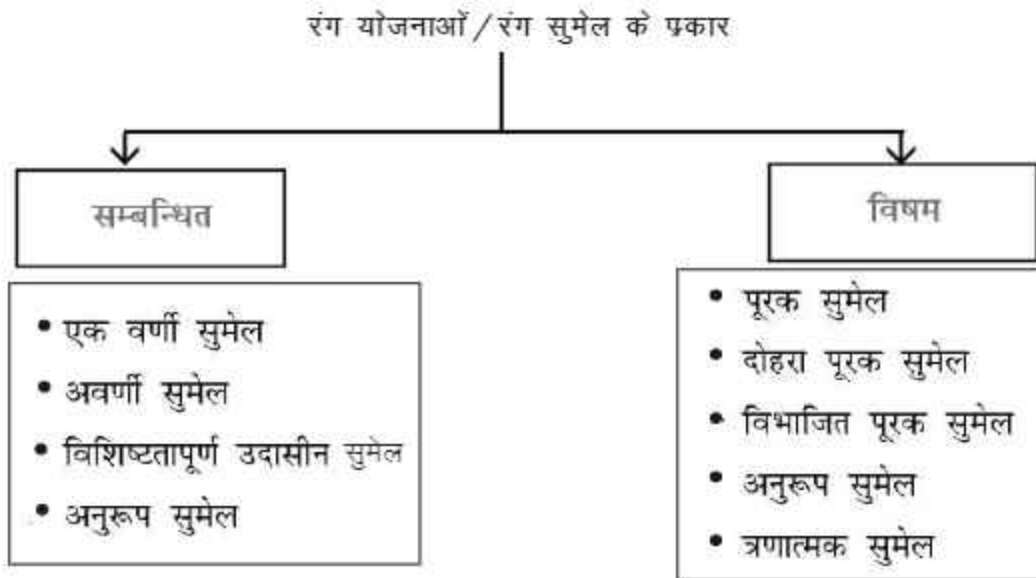 रंग योजनाओं/रंग सुमेल के प्रकार
सम्बन्धित
• एक वर्णी सुमेल
• अवर्णी सुमेल
• विशिष्टतापूर्ण उदासीन सुमेल
• अनुरूप सुमेल
विषम
• पूरक सुमेल
• दोहरा पूरक सुमेल
• विभाजित पूरक सुमेल
• अनुरूप सुमेल
• त्रणात्मक सुमेल